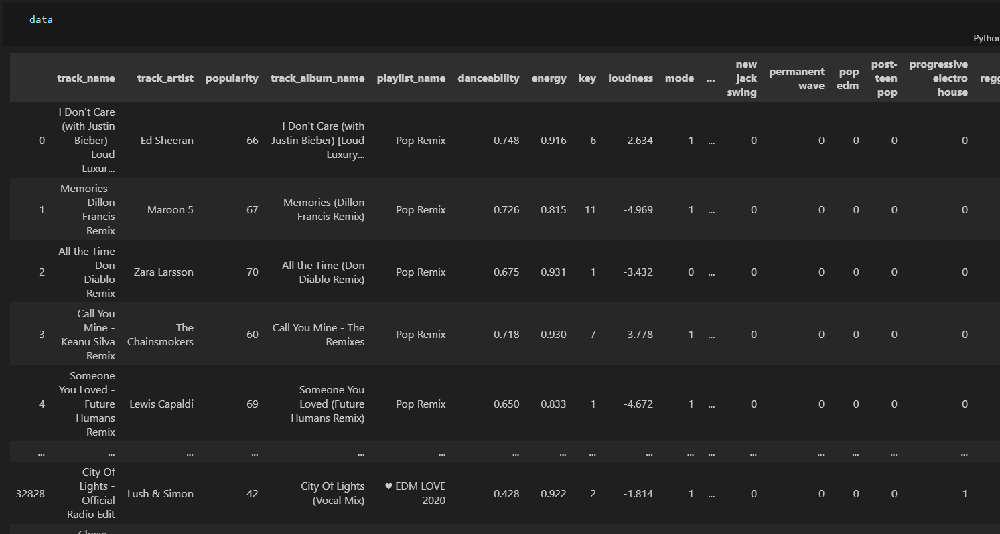 data
Python
track_name track_artist popularity track_album_name playlist_name danceability energy key loudness mode ... new jack swing permanent wave pop edm post-teen pop progressive electro house regg
0 I Don't Care (with Justin Bieber) - Loud Luxur... Ed Sheeran 66 I Don't Care (with Justin Bieber) [Loud Luxury... Pop Remix 0.748 0.916 6 -2.634 1 ... 0 0 0 0 0
1 Memories - Dillon Francis Remix Maroon 5 67 Memories (Dillon Francis Remix) Pop Remix 0.726 0.815 11 -4.969 1 ... 0 0 0 0 0
2 All the Time - Don Diablo Remix Zara Larsson 70 All the Time (Don Diablo Remix) Pop Remix 0.675 0.931 1 -3.432 0 ... 0 0 0 0 0
3 Call You Mine - Keanu Silva Remix The Chainsmokers 60 Call You Mine - The Remixes Pop Remix 0.718 0.930 7 -3.778 1 ... 0 0 0 0 0
4 Someone You Loved - Future Humans Remix Lewis Capaldi 69 Someone You Loved (Future Humans Remix) Pop Remix 0.650 0.833 1 -4.672 1 ... 0 0 0 0 0
... ... ... ... ... ... ... ... ... ... ... ... ... ... ... ... ...
32828 City Of Lights - Official Radio Edit Lush & Simon 42 City Of Lights (Vocal Mix) ♥ EDM LOVE 2020 0.428 0.922 2 -1.814 1 ... 0 0 0 0 1
Closer -